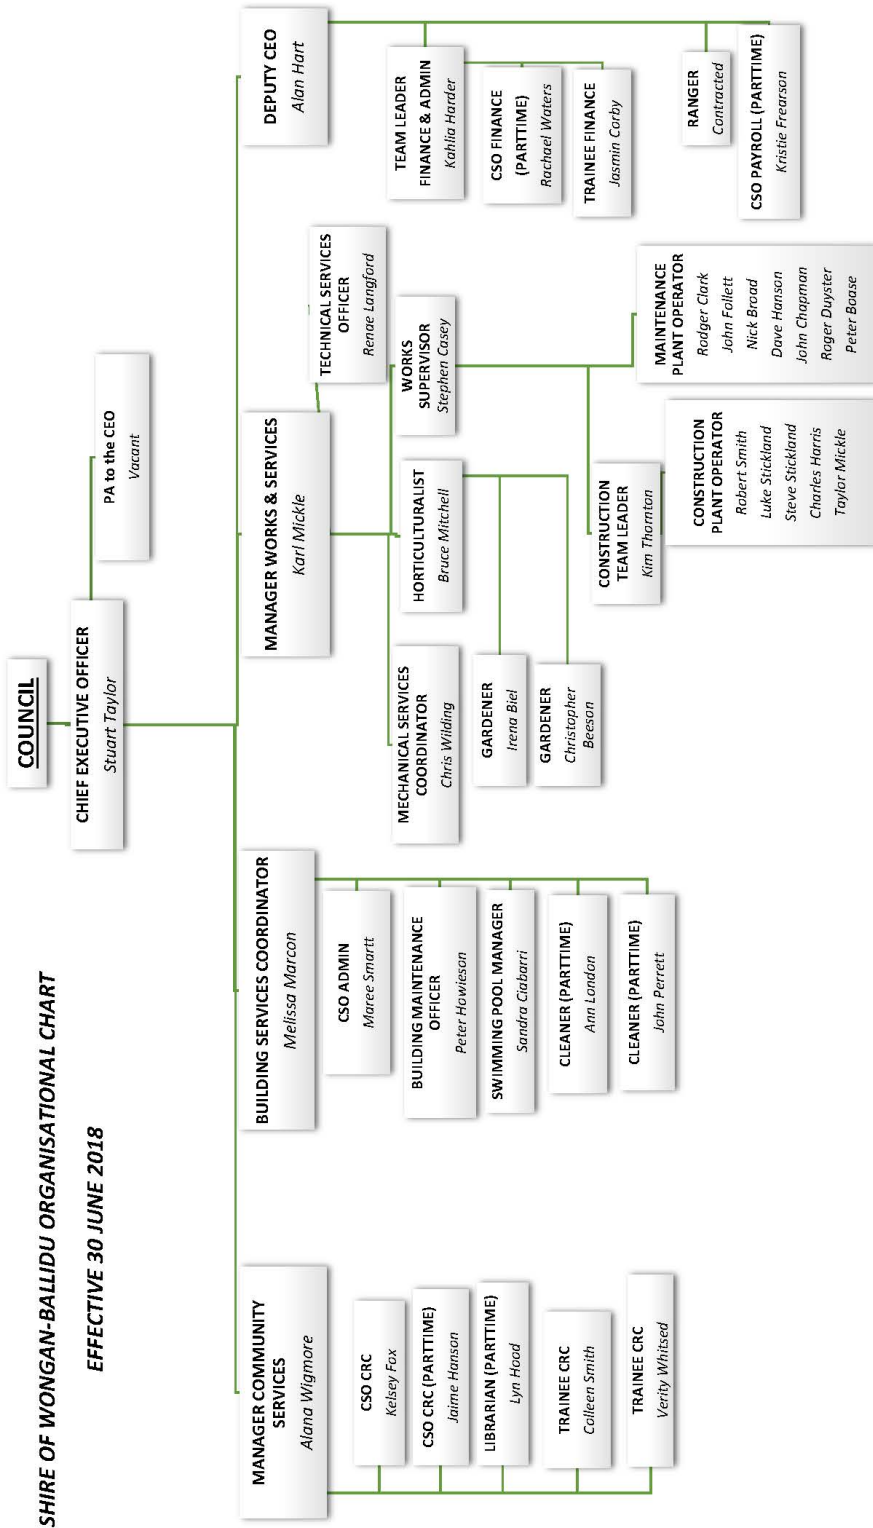 SHIRE OF WONGAN-BALLIDU ORGANISATIONAL CHART
EFFECTIVE 30 JUNE 2018
COUNCIL
CHIEF EXECUTIVE OFFICER
Stuart Taylor
PA to the CEO
Vacant
MANAGER COMMUNITY
SERVICES
Alana Wigmore
CSO CRC
Kelsey Fox
CSO CRC (PARTTIME)
Jaime Hanson
LIBRARIAN (PARTTIME)
Lyn Hood
TRAINEE CRC
Colleen Smith
TRAINEE CRC
Verity Whitsed
BUILDING SERVICES COORDINATOR
Melissa Marcon
CSO ADMIN
Maree Smartt
BUILDING MAINTENANCE
OFFICER
Peter Howieson
SWIMMING POOL MANAGER
Sandra Ciabarri
CLEANER (PARTTIME)
Ann London
CLEANER (PARTTIME)
John Perrett
MANAGER WORKS & SERVICES
Karl Mickle
TECHNICAL SERVICES
OFFICER
Renae Langford
MECHANICAL SERVICES
COORDINATOR
Chris Wilding
HORTICULTURALIST
Bruce Mitchell
GARDENER
Irena Biel
GARDENER
Christopher
Beeson
WORKS
SUPERVISOR
Stephen Casey
CONSTRUCTION
TEAM LEADER
Kim Thornton
CONSTRUCTION
PLANT OPERATOR
Robert Smith
Luke Stickland
Steve Stickland
Charles Harris
Taylor Mickle
MAINTENANCE
PLANT OPERATOR
Rodger Clark
John Follett
Nick Broad
Dave Hanson
John Chapman
Roger Duyster
Peter Boase
DEPUTY CEO
Alan Hart
TEAM LEADER
FINANCE & ADMIN
Kahlia Harder
CSO FINANCE
(PARTTIME)
Rachael Waters
TRAINEE FINANCE
Jasmin Corby
RANGER
Contracted
CSO PAYROLL (PARTTIME)
Kristie Frearson